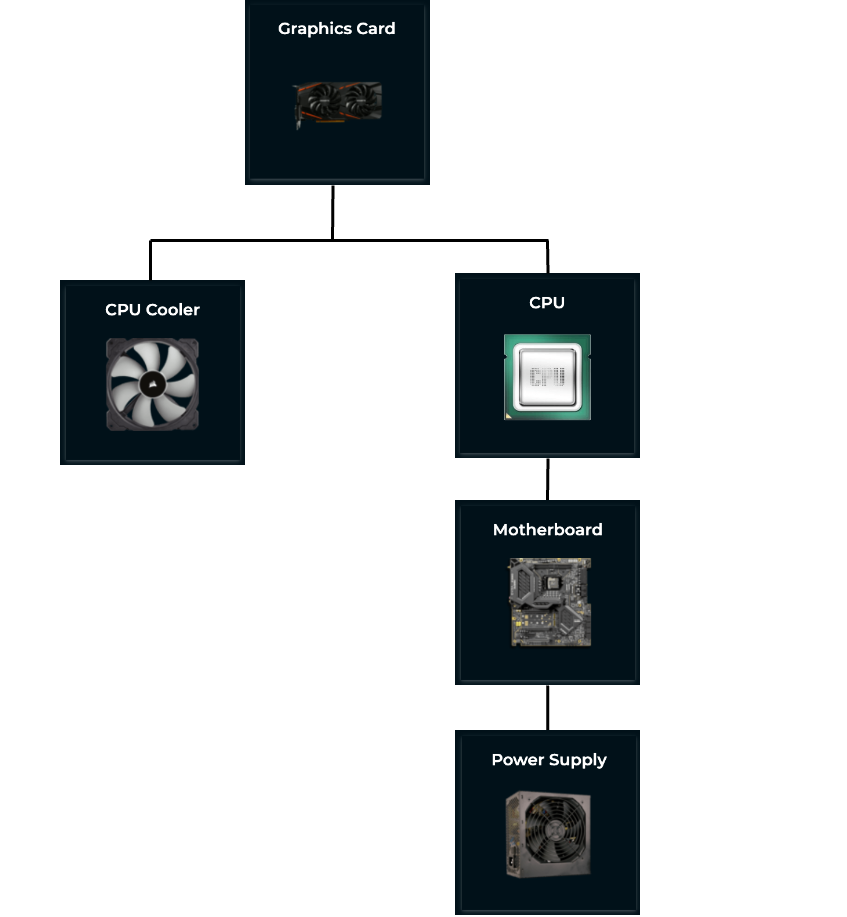 Graphics Card
CPU Cooler
CPU
CPU
Motherboard
Power Supply